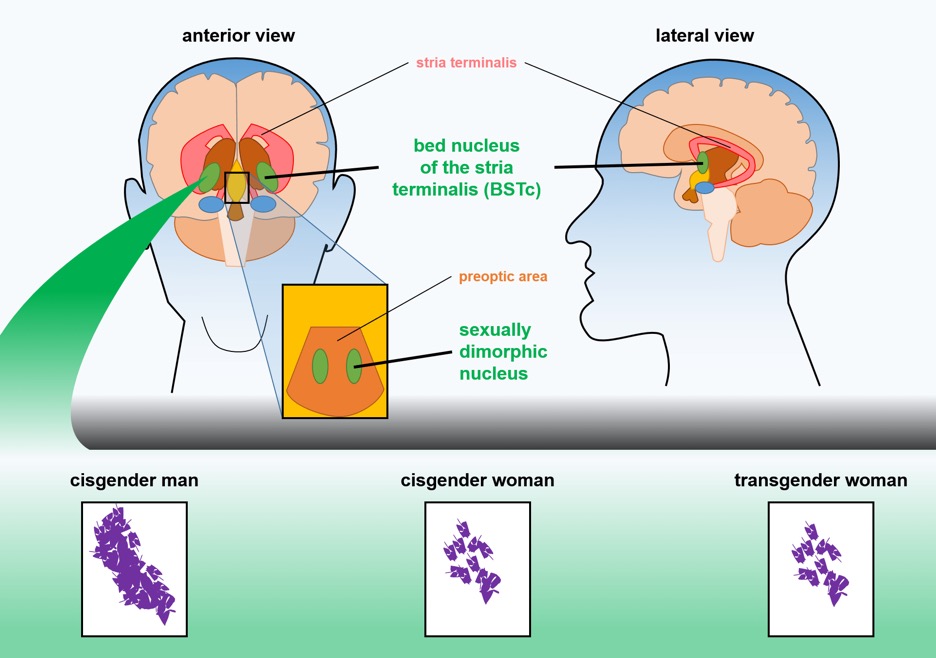 anterior view
lateral view
stria terminalis
bed nucleus
of the stria
terminalis (BSTc)
preoptic area
sexually
dimorphic
nucleus
cisgender man
cisgender woman
transgender woman